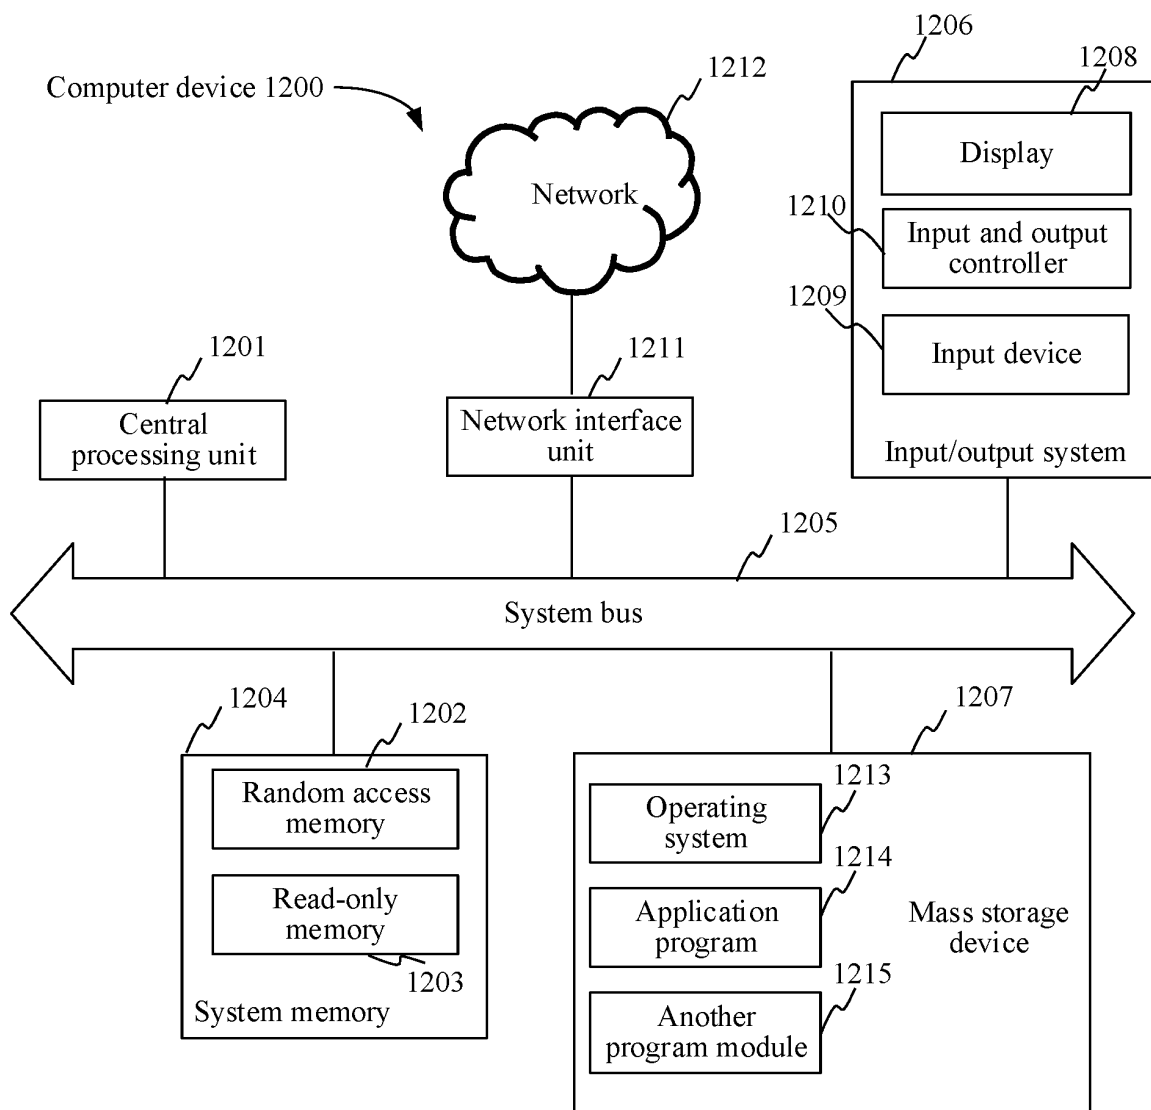 Computer device 1200
1212
Network
1206
1208
Display
1210
Input and output
controller
1209
Input device
Input/output system
1201
Central
processing unit
1211
Network interface
unit
1205
System bus
1204
1202
Random access
memory
Read-only
memory
1203
System memory
1207
1213
Operating
system
1214
Application
program
Mass storage
device
1215
Another
program module